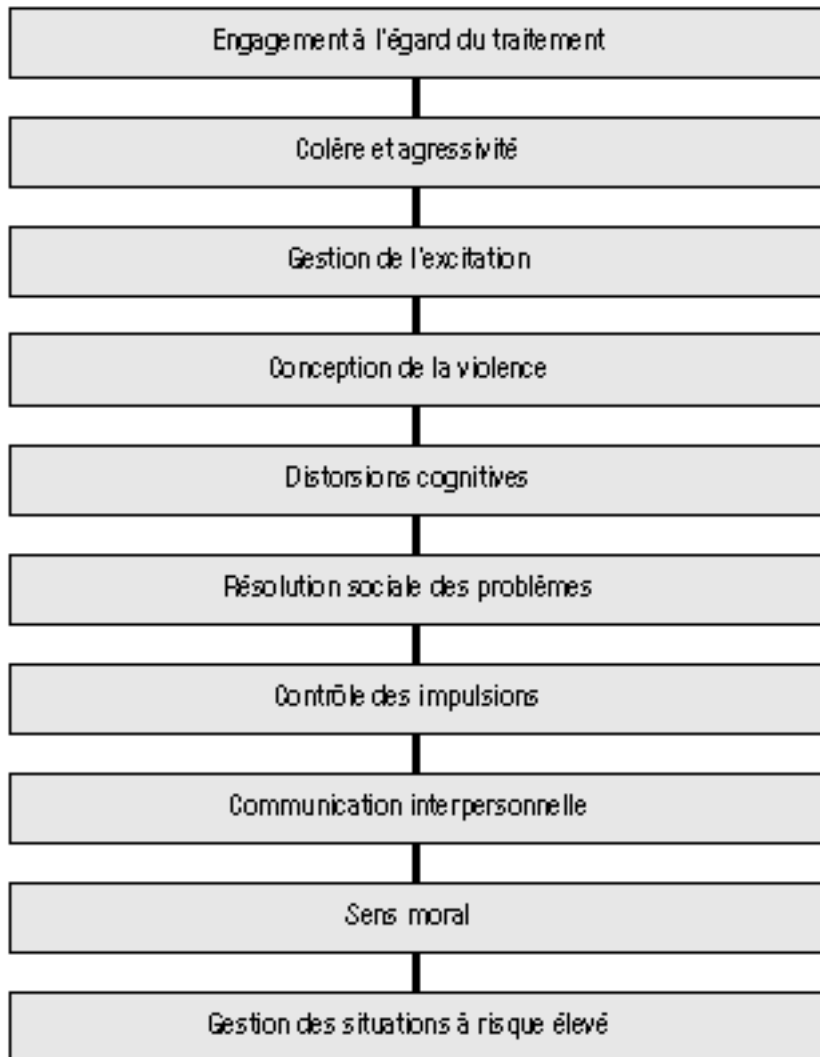 Engagement à l'égard du traitement
Colère et agressivité
Gestion de l'excitation
Conception de la violence
Distorsions cognitives
Résolution sociale des problèmes
Contrôle des impulsions
Communication interpersonnelle
Sens moral
Gestion des situations à risque élevé